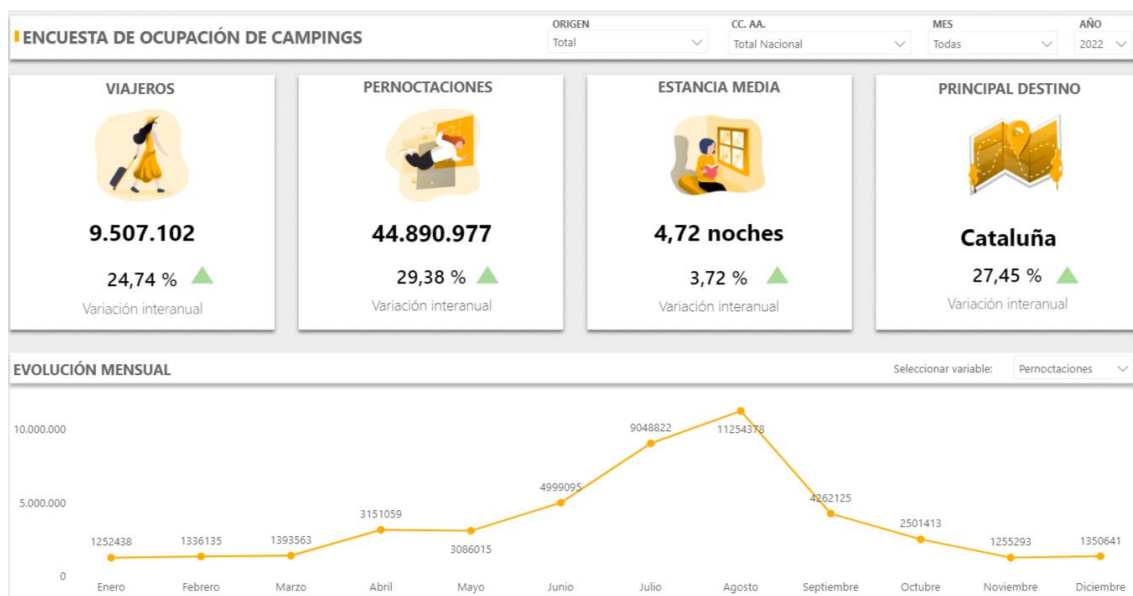 ENCUESTA DE OCUPACIÓN DE CAMPINGS
ORIGEN
Total
CC. AA.
Total Nacional
MES
Todas
AÑO
2022
VIAJEROS
9.507.102
24,74 %
Variación interanual
PERNOCTACIONES
44.890.977
29,38 %
Variación interanual
ESTANCIA MEDIA
4,72 noches
3,72 %
Variación interanual
PRINCIPAL DESTINO
Cataluña
27,45 %
Variación interanual
EVOLUCIÓN MENSUAL
Seleccionar variable:
Pernoctaciones
10.000.000
5.000.000
0
1252438
1336135
1393563
3151059
3086015
4999095
9048822
11254378
4262125
2501413
1255293
1350641
Enero
Febrero
Marzo
Abril
Mayo
Junio
Julio
Agosto
Septiembre
Octubre
Noviembre
Diciembre